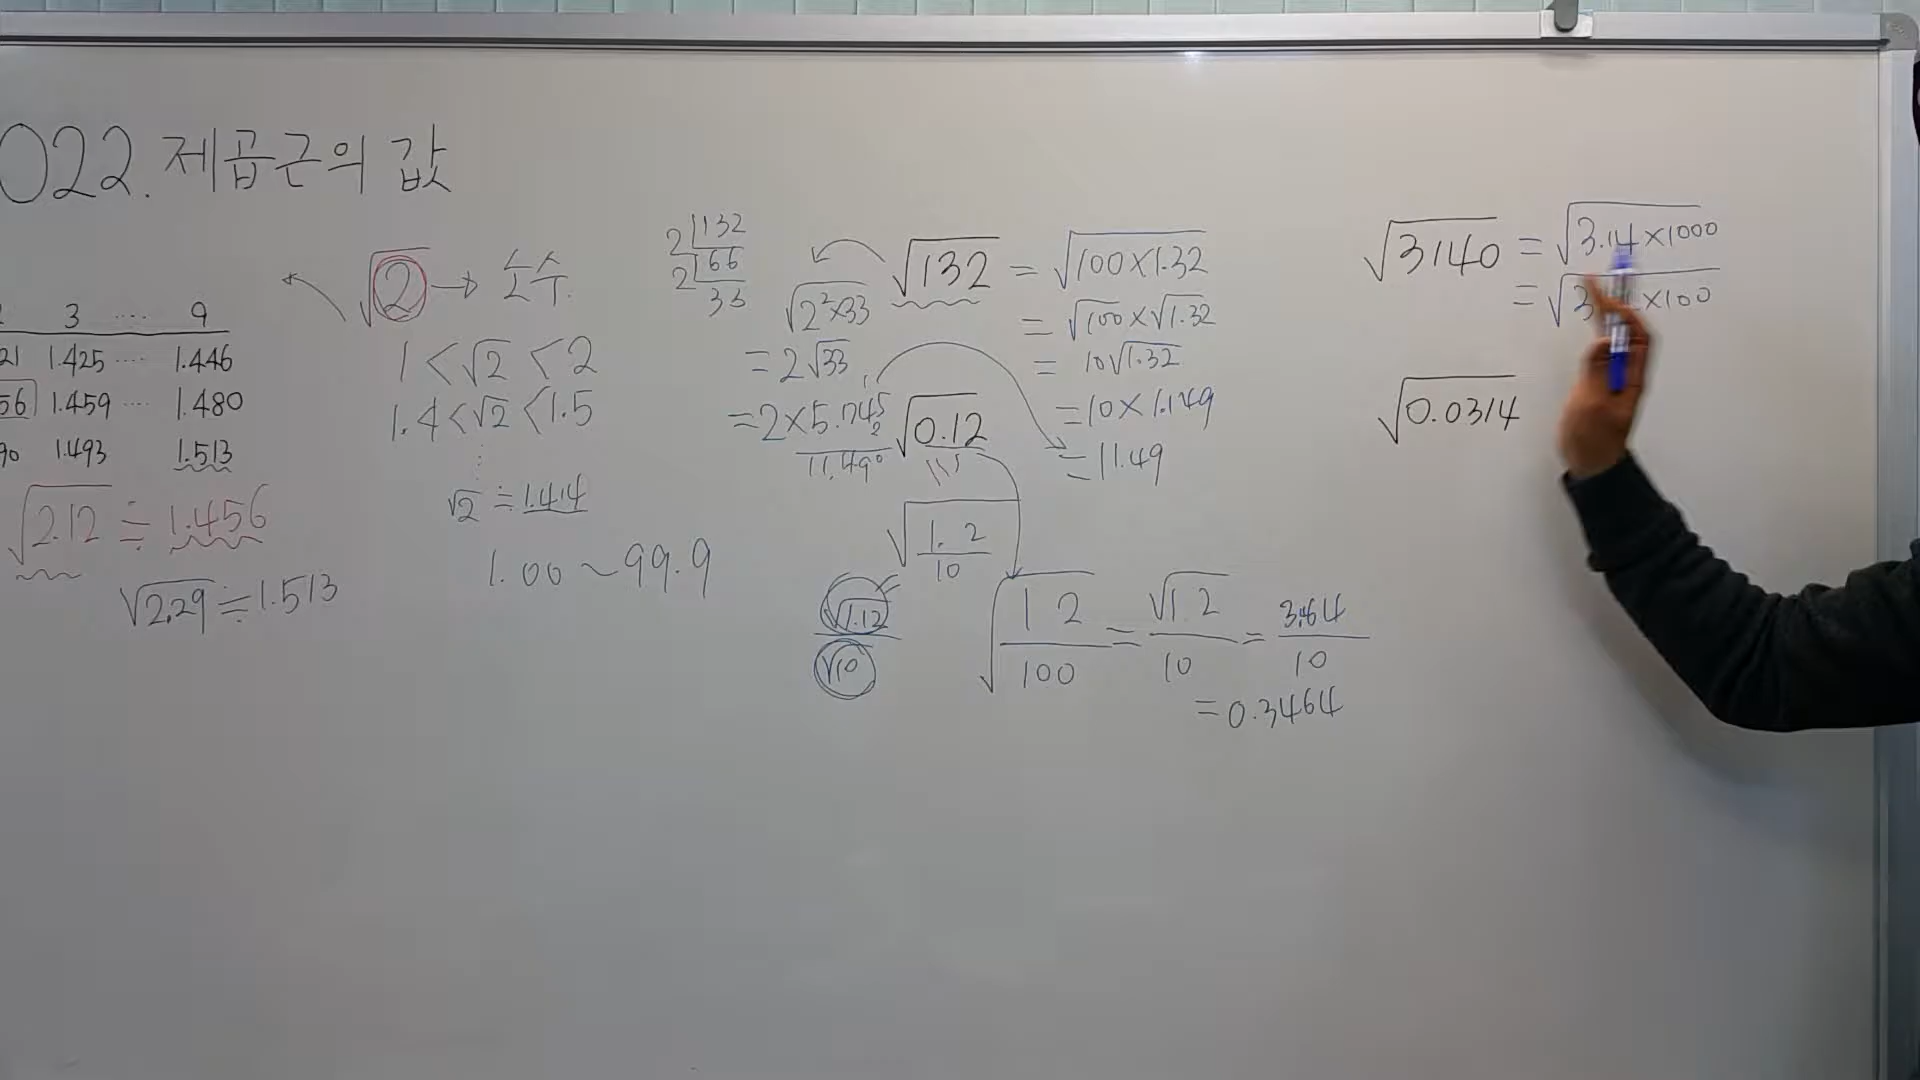 022. 제곱근의 값
3 ···· 9
21 1.425 ···· 1.446
56 1.459 ···· 1.480
90 1.493 1.513
√2.12 ≒ 1.456
√2.29 ≒ 1.513
√2 → 소수.
1 < √2 < 2
1.4 < √2 < 1.5
⋮
√2 ≒ 1.414
1.00 ~ 99.9
2 132
2 66
33
√132 = √100×1.32
√2²×33 = √100 × √1.32
= 2√33 = 10√1.32
= 2 × 5.745 = 10 × 1.149
11.490 = 11.49
√0.12
√1.2/10
√1.12/√10
√12/100 = √12/10 = 3.464/10
= 0.3464
√3140 = √3.14×1000
×100
√0.0314